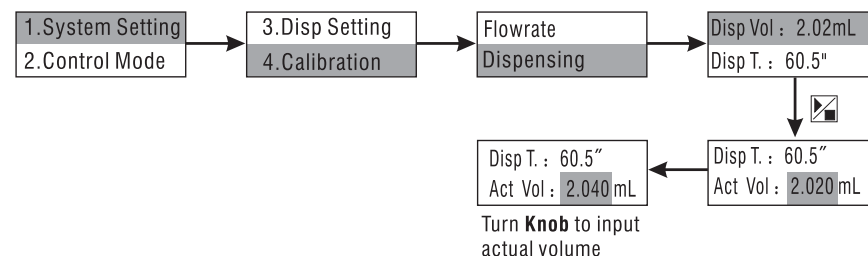 1.System Setting
2.Control Mode
3.Disp Setting
4.Calibration
Flowrate
Dispensing
Disp Vol : 2.02mL
Disp T. : 60.5"
Disp T. : 60.5″
Act Vol : 2.020 mL
Disp T. : 60.5″
Act Vol : 2.040 mL
Turn Knob to input
actual volume